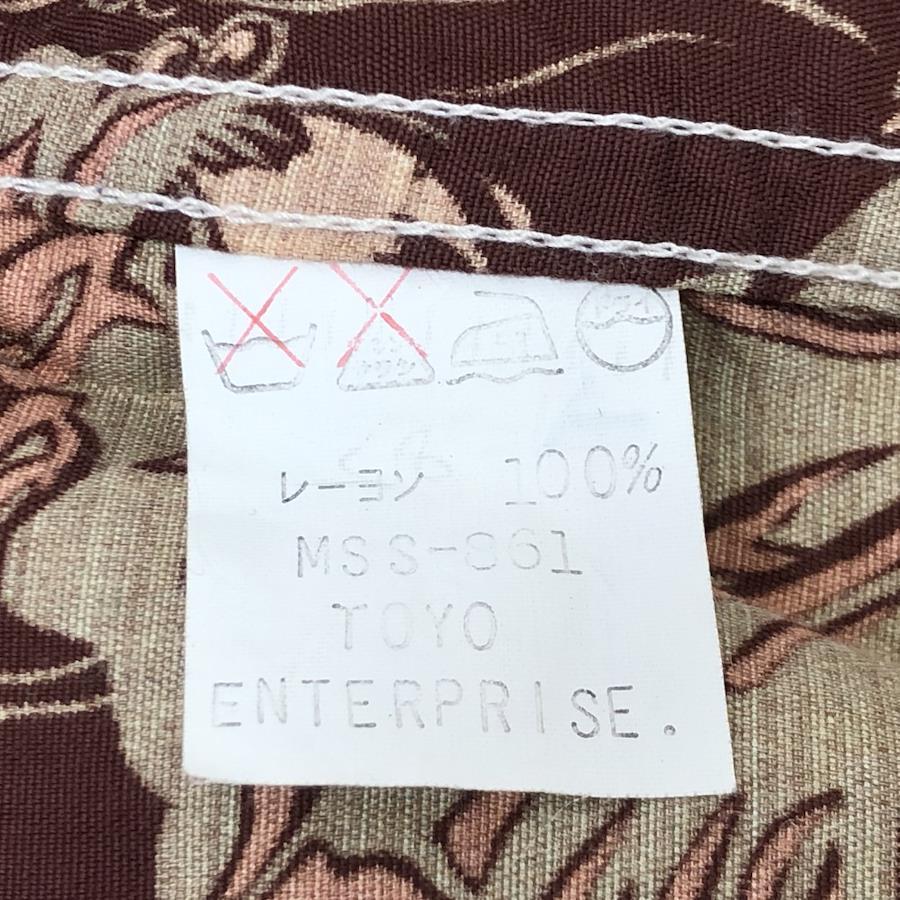 レーヨン 100%
MSS-861
TOYO
ENTERPRISE.